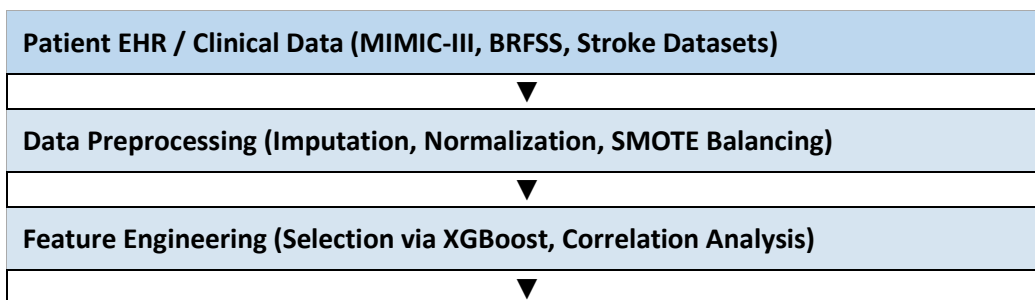 Patient EHR / Clinical Data (MIMIC-III, BRFSS, Stroke Datasets)
▼
Data Preprocessing (Imputation, Normalization, SMOTE Balancing)
▼
Feature Engineering (Selection via XGBoost, Correlation Analysis)
▼